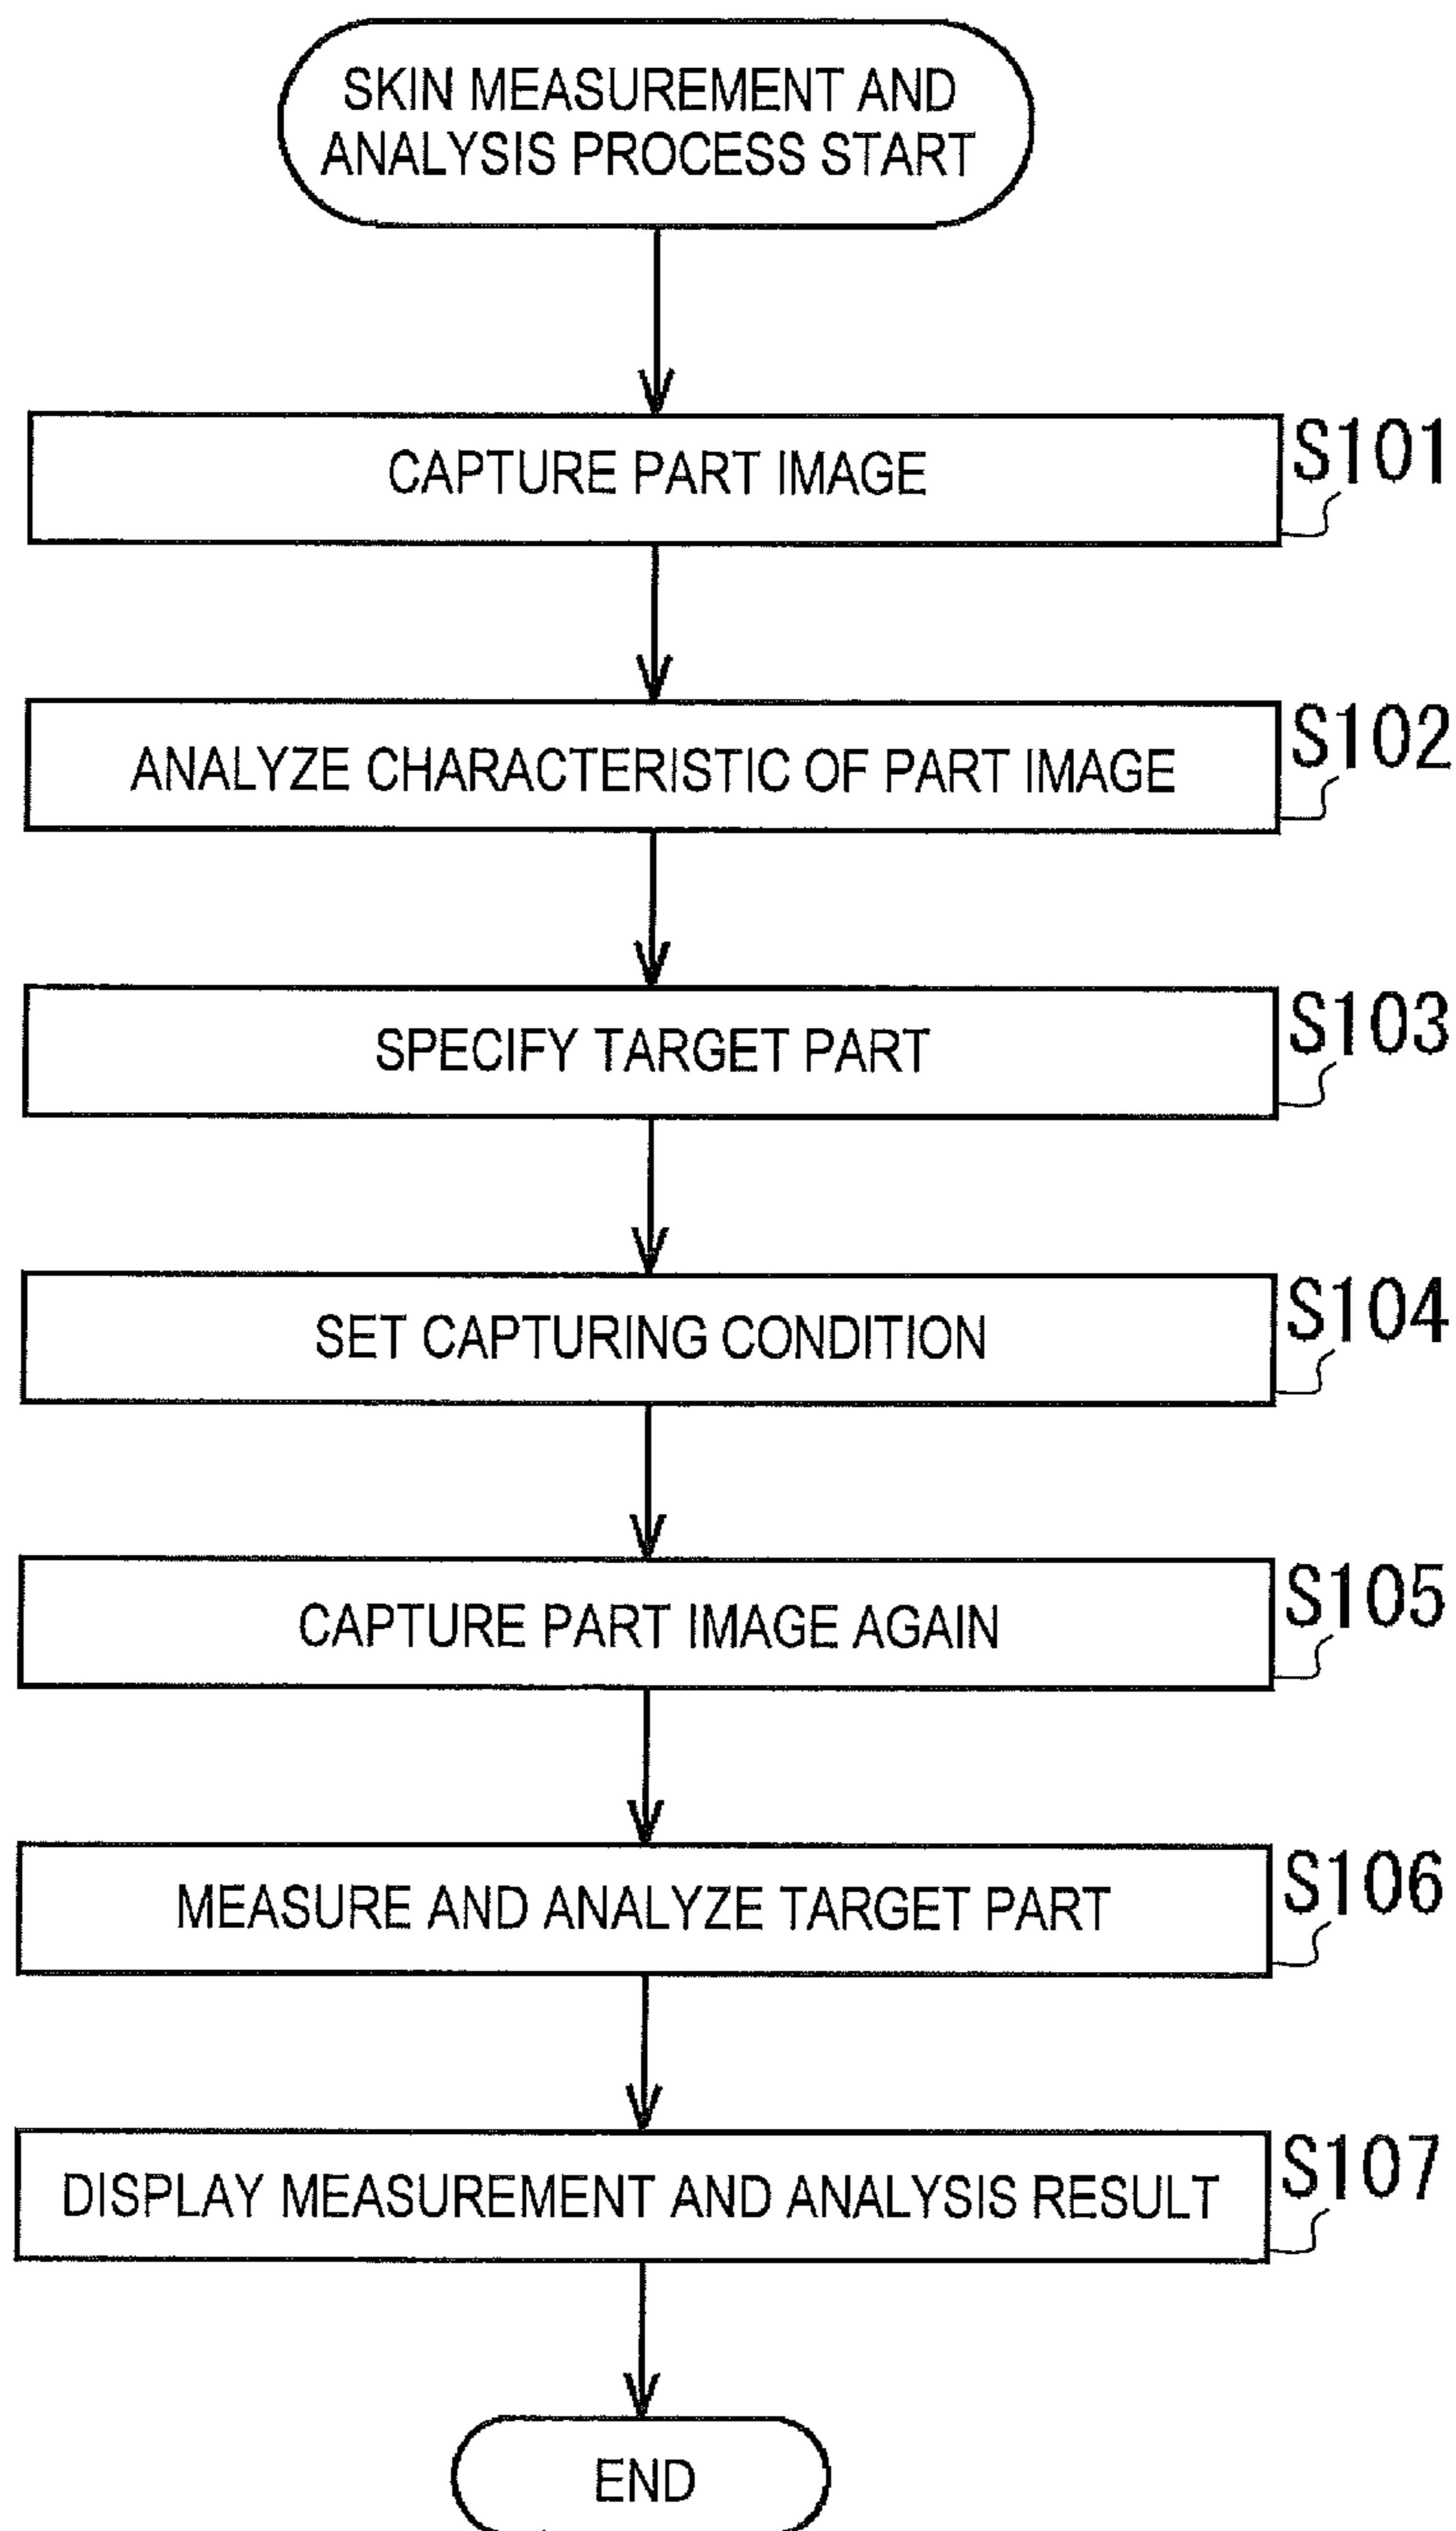 SKIN MEASUREMENT AND
ANALYSIS PROCESS START
CAPTURE PART IMAGE
S101
ANALYZE CHARACTERISTIC OF PART IMAGE
S102
SPECIFY TARGET PART
S103
SET CAPTURING CONDITION
S104
CAPTURE PART IMAGE AGAIN
S105
MEASURE AND ANALYZE TARGET PART
S106
DISPLAY MEASUREMENT AND ANALYSIS RESULT
S107
END